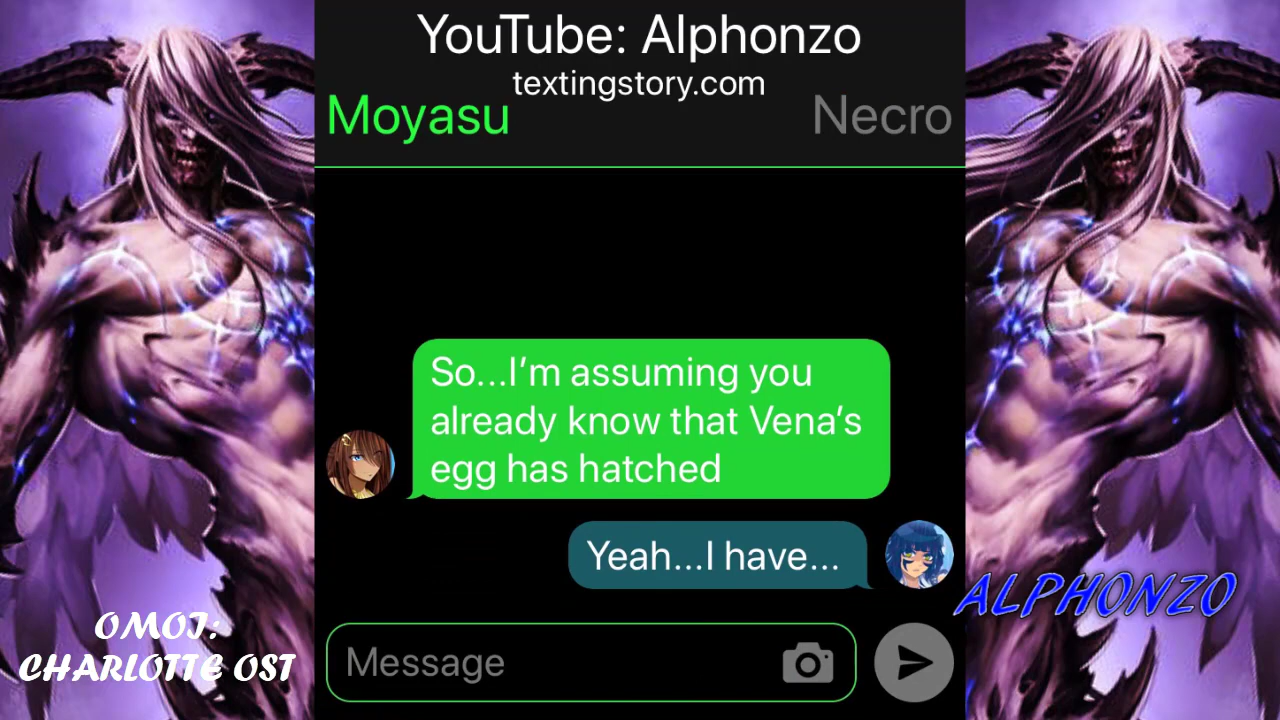 YouTube: Alphonzo
textingstory.com
Moyasu
Necro
So...I’m assuming you
already know that Vena’s
egg has hatched
Yeah...I have...
ALPHONZO
OMOI:
CHARLOTTE OST
Message